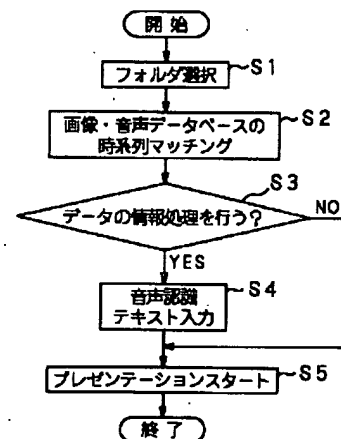 開始
フォルダ選択
S1
画像・音声データベースの
時系列マッチング
S2
データの情報処理を行う?
S3
NO
YES
音声認識
テキスト入力
S4
プレゼンテーションスタート
S5
終了